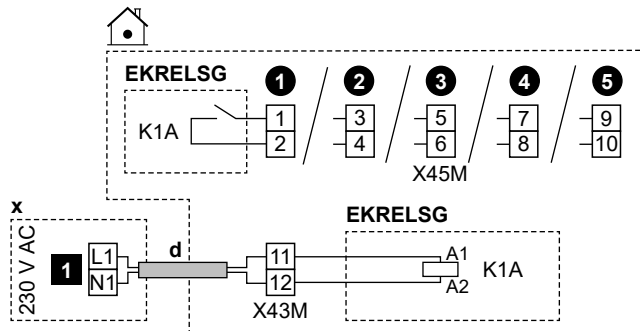 EKRELSG
1 2 3 4 5
K1A
1 3 5 7 9
2 4 6 8 10
X45M
x
EKRELSG
230 V AC
1
L1
N1
d
11
12
X43M
A1
A2
K1A